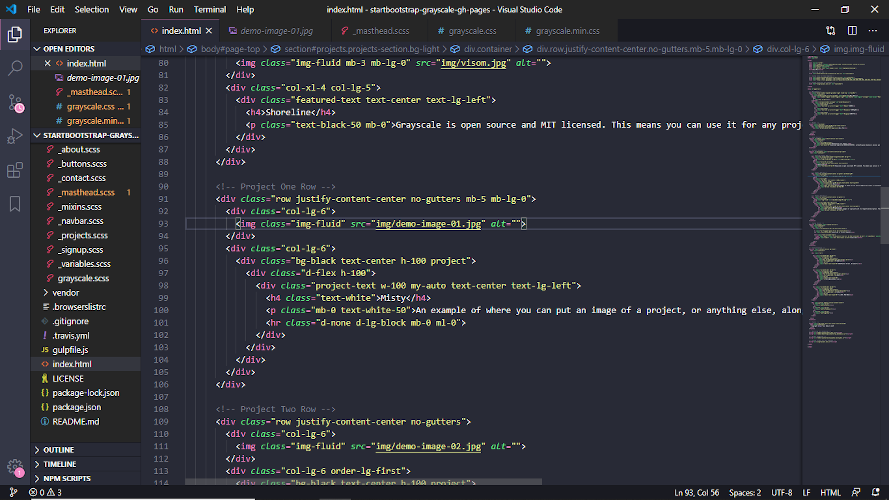 File Edit Selection View Go Run Terminal Help
index.html - startbootstrap-grayscale-gh-pages - Visual Studio Code
EXPLORER
OPEN EDITORS
index.html
demo-image-01.jpg
_masthead.sc... 1
grayscale.css ... 1
grayscale.min... 1
STARTBOOTSTRAP-GRAYS...
_about.scss
_buttons.scss
_contact.scss
_masthead.scss 1
_mixins.scss
_navbar.scss
_projects.scss
_signup.scss
_variables.scss
grayscale.scss
vendor
.browserslistrc
.gitignore
.travis.yml
gulpfile.js
index.html
LICENSE
package-lock.json
package.json
README.md
OUTLINE
TIMELINE
NPM SCRIPTS
index.html demo-image-01.jpg _masthead.scss grayscale.css grayscale.min.css
html body#page-top section#projects.projects-section.bg-light div.container div.row.justify-content-center.no-gutters.mb-5.mb-lg-0 div.col-lg-6 img.img-fluid
80 <img class="img-fluid mb-3 mb-lg-0" src="img/visom.jpg" alt="">
81 </div>
82 <div class="col-xl-4 col-lg-5">
83 <div class="featured-text text-center text-lg-left">
84 <h4>Shoreline</h4>
85 <p class="text-black-50 mb-0">Grayscale is open source and MIT licensed. This means you can use it for any proj
86 </div>
87 </div>
88 </div>
89
90 <!-- Project One Row -->
91 <div class="row justify-content-center no-gutters mb-5 mb-lg-0">
92 <div class="col-lg-6">
93 <img class="img-fluid" src="img/demo-image-01.jpg" alt="">
94 </div>
95 <div class="col-lg-6">
96 <div class="bg-black text-center h-100 project">
97 <div class="d-flex h-100">
98 <div class="project-text w-100 my-auto text-center text-lg-left">
99 <h4 class="text-white">Misty</h4>
100 <p class="mb-0 text-white-50">An example of where you can put an image of a project, or anything else, alon
101 <hr class="d-none d-lg-block mb-0 ml-0">
102 </div>
103 </div>
104 </div>
105 </div>
106 </div>
107
108 <!-- Project Two Row -->
109 <div class="row justify-content-center no-gutters">
110 <div class="col-lg-6">
111 <img class="img-fluid" src="img/demo-image-02.jpg" alt="">
112 </div>
113 <div class="col-lg-6 order-lg-first">
114 <div class="bg-black text-center h-100 project">
0 3 Ln 93, Col 56 Spaces: 2 UTF-8 LF HTML